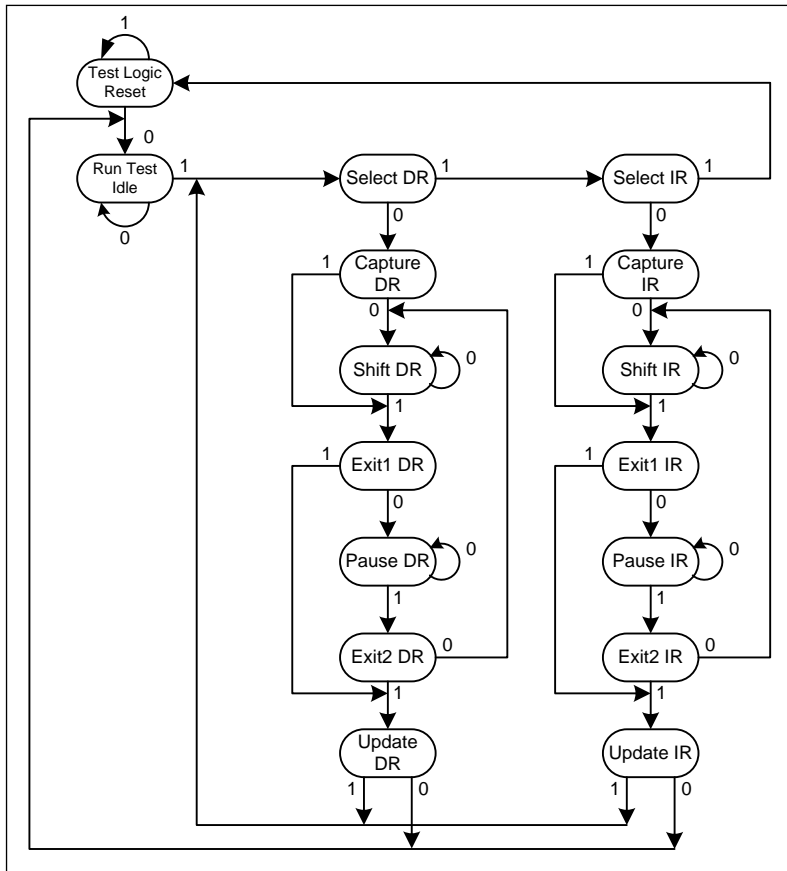 1
Test Logic
Reset
0
Run Test
Idle
1
0
Select DR
1
Select IR
1
0
0
Capture
DR
1
0
Capture
IR
1
0
Shift DR
0
Shift IR
0
1
1
Exit1 DR
1
Exit1 IR
1
0
0
Pause DR
0
Pause IR
0
1
1
Exit2 DR
0
Exit2 IR
0
1
1
Update
DR
Update IR
1
0
1
0